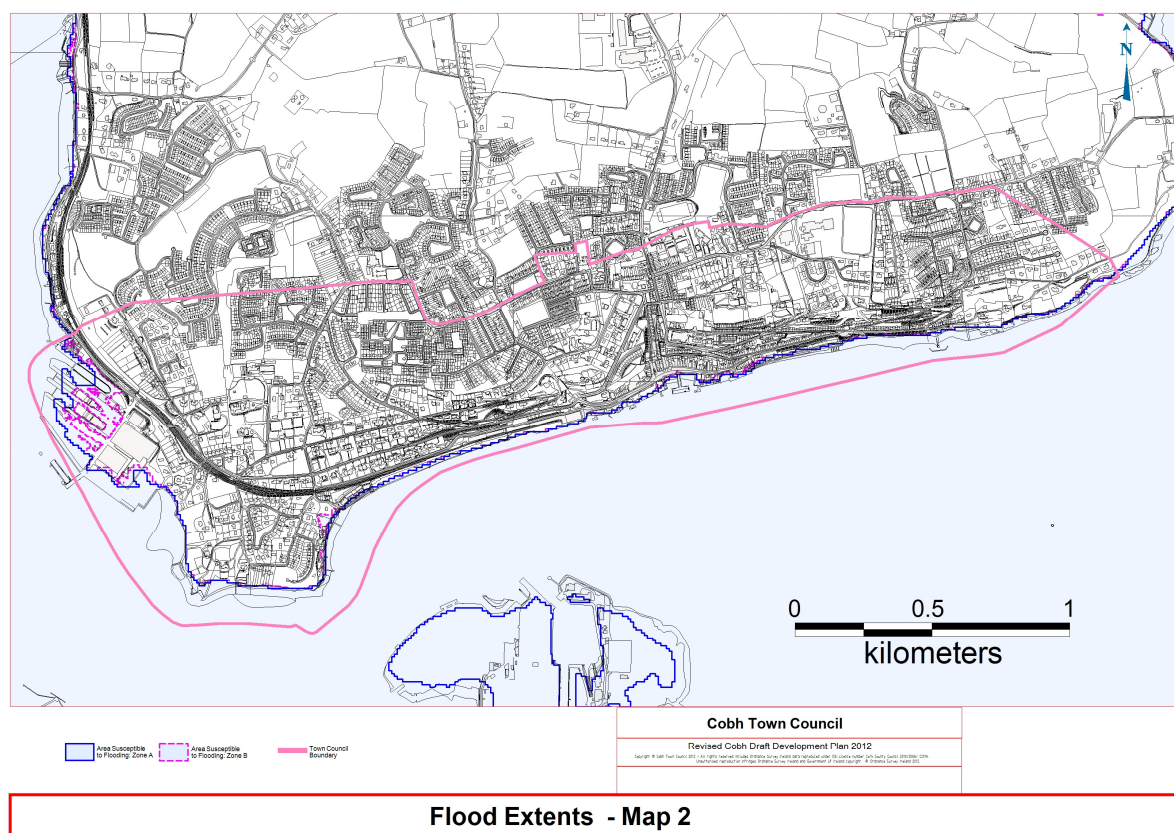 N
0 0.5 1
kilometers
Cobh Town Council
Revised Cobh Draft Development Plan 2012
Area Susceptible
to Flooding: Zone A
Area Susceptible
to Flooding: Zone B
Town Council
Boundary
Flood Extents - Map 2